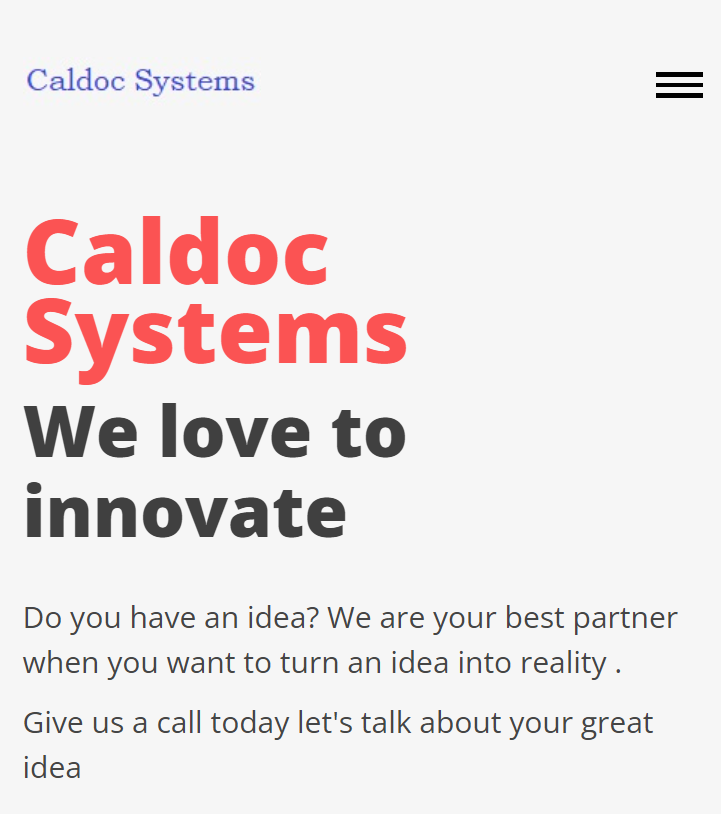 Caldoc Systems
Caldoc
Systems
We love to
innovate
Do you have an idea? We are your best partner
when you want to turn an idea into reality .
Give us a call today let's talk about your great
idea